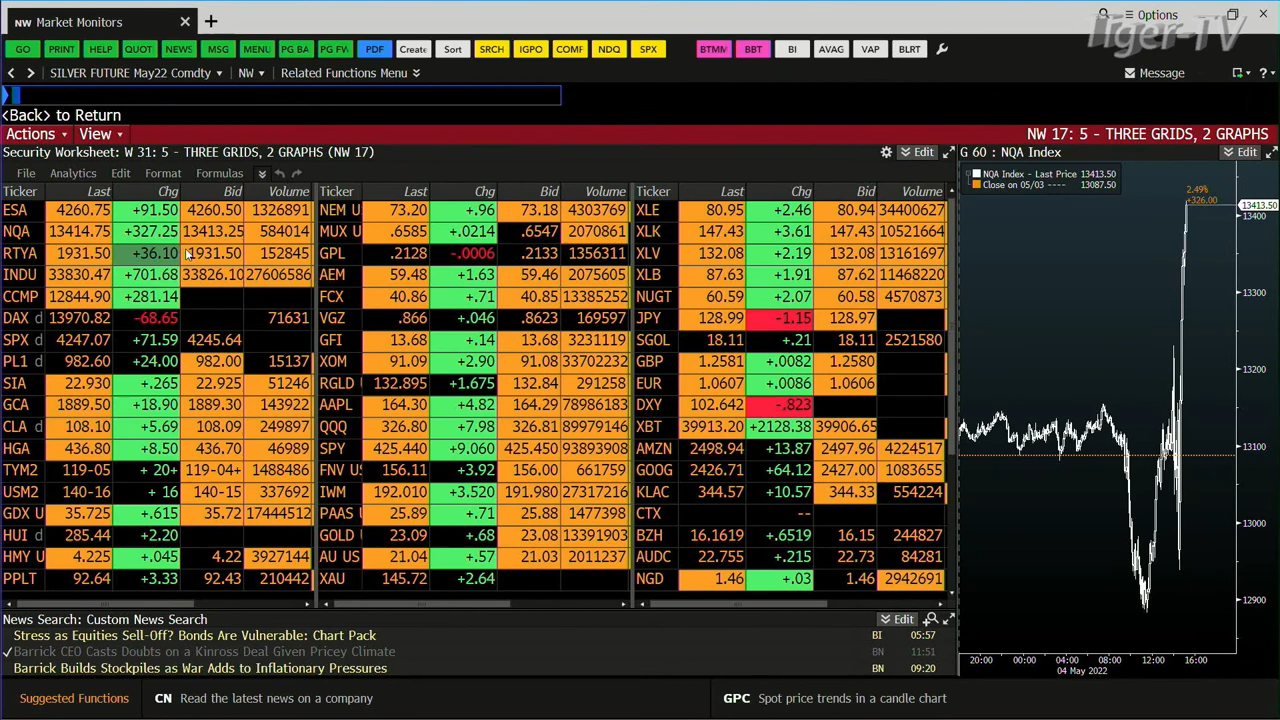 NW Market Monitors
Options
Tiger-TV
GO PRINT HELP QUOT NEWS MSG MENU PG BA PG FW PDF Create Sort SRCH IGPO COMF NDQ SPX BTMM BBT BI AVAG VAP BLRT
SILVER FUTURE May22 Comdty NW Related Functions Menu Message
<Back> to Return
Actions View NW 17: 5 - THREE GRIDS, 2 GRAPHS
Security Worksheet: W 31: 5 - THREE GRIDS, 2 GRAPHS (NW 17) Edit G 60 : NQA Index Edit
File Analytics Edit Format Formulas
NQA Index - Last Price 13413.50
Close on 05/03 ---- 13087.50
Ticker Last Chg Bid Volume Ticker Last Chg Bid Volume Ticker Last Chg Bid Volume
ESA 4260.75 +91.50 4260.50 1326891 NEM U 73.20 +.96 73.18 4303769 XLE 80.95 +2.46 80.94 34400627
NQA 13414.75 +327.25 13413.25 584014 MUX U .6585 +.0214 .6547 2070861 XLK 147.43 +3.61 147.43 10521664
RTYA 1931.50 +36.10 1931.50 152845 GPL .2128 -.0006 .2133 1356311 XLV 132.08 +2.19 132.08 13161697
INDU 33830.47 +701.68 33826.10 27606586 AEM 59.48 +1.63 59.46 2075605 XLB 87.63 +1.91 87.62 11468220
CCMP 12844.90 +281.14 FCX 40.86 +.71 40.85 13385252 NUGT 60.59 +2.07 60.58 4570873
DAX d 13970.82 -68.65 71631 VGZ .866 +.046 .8623 169597 JPY 128.99 -1.15 128.97
SPX d 4247.07 +71.59 4245.64 GFI 13.68 +.14 13.68 3231119 SGOL 18.11 +.21 18.11 2521580
PL1 d 982.60 +24.00 982.00 15137 XOM 91.09 +2.90 91.08 33702232 GBP 1.2581 +.0082 1.2580
SIA 22.930 +.265 22.925 51246 RGLD 132.895 +1.675 132.84 291258 EUR 1.0607 +.0086 1.0606
GCA 1889.50 +18.90 1889.30 143922 AAPL 164.30 +4.82 164.29 78986183 DXY 102.642 -.823
CLA 108.10 +5.69 108.09 249897 QQQ 326.80 +7.98 326.81 89979146 XBT 39913.20 +2128.38 39906.65
HGA 436.80 +8.50 436.70 46989 SPY 425.440 +9.060 425.44 93893908 AMZN 2498.94 +13.87 2497.96 4224517
TYM2 119-05 + 20+ 119-04+ 1488486 FNV US 156.11 +3.92 156.00 661759 GOOG 2426.71 +64.12 2427.00 1083655
USM2 140-16 + 16 140-15 337692 IWM 192.010 +3.520 191.980 27317216 KLAC 344.57 +10.57 344.33 554224
GDX U 35.725 +.615 35.72 17444512 PAAS 25.89 +.71 25.88 1477398 CTX --
HUI d 285.44 +2.20 GOLD U 23.09 +.68 23.08 13391903 BZH 16.1619 +.6519 16.15 244827
HMY U 4.225 +.045 4.22 3927144 AU US 21.04 +.57 21.03 2011237 AUDC 22.755 +.215 22.73 84281
PPLT 92.64 +3.33 92.43 210442 XAU 145.72 +2.64 NGD 1.46 +.03 1.46 2942691
2.49%
+326.00
13413.50
13400
13300
13200
13100
13000
12900
20:00 00:00 04:00 08:00 12:00 16:00
04 May 2022
News Search: Custom News Search Edit
Stress as Equities Sell-Off? Bonds Are Vulnerable: Chart Pack BI 05:57
Barrick CEO Casts Doubts on a Kinross Deal Given Pricey Climate BN 11:51
Barrick Builds Stockpiles as War Adds to Inflationary Pressures BN 09:20
Suggested Functions CN Read the latest news on a company GPC Spot price trends in a candle chart